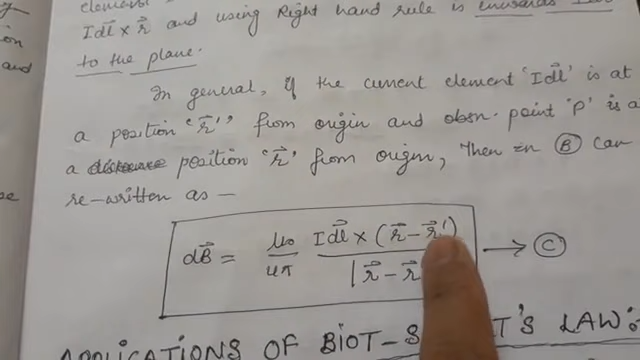 Id𝑙⃗ × r⃗ and using Right hand rule is inwards
to the plane.
In general, if the current element 'Id𝑙⃗' is at
a position 'r⃗'', from origin and obsn. point 'P' is a
a position 'r⃗' from origin, Then in Ⓑ can
re-written as —
dB⃗ = μ₀/4π Id𝑙⃗ × (r⃗ − r⃗')/|r⃗ − r⃗ → Ⓒ
APPLICATIONS OF BIOT-S T'S LAW:-
and